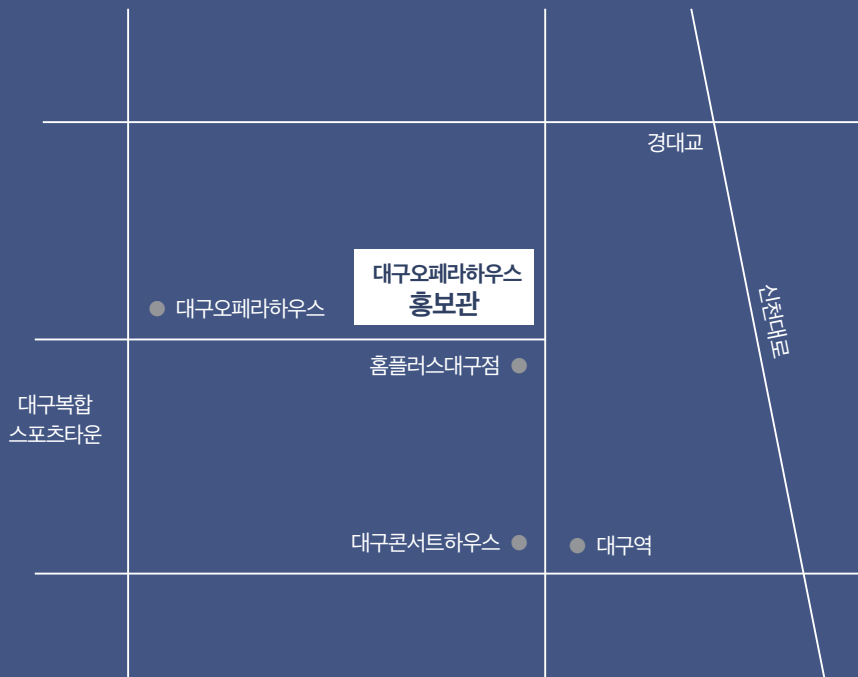 경대교
대구오페라하우스
홍보관
대구오페라하우스
신천대로
홈플러스대구점
대구복합
스포츠타운
대구콘서트하우스
대구역